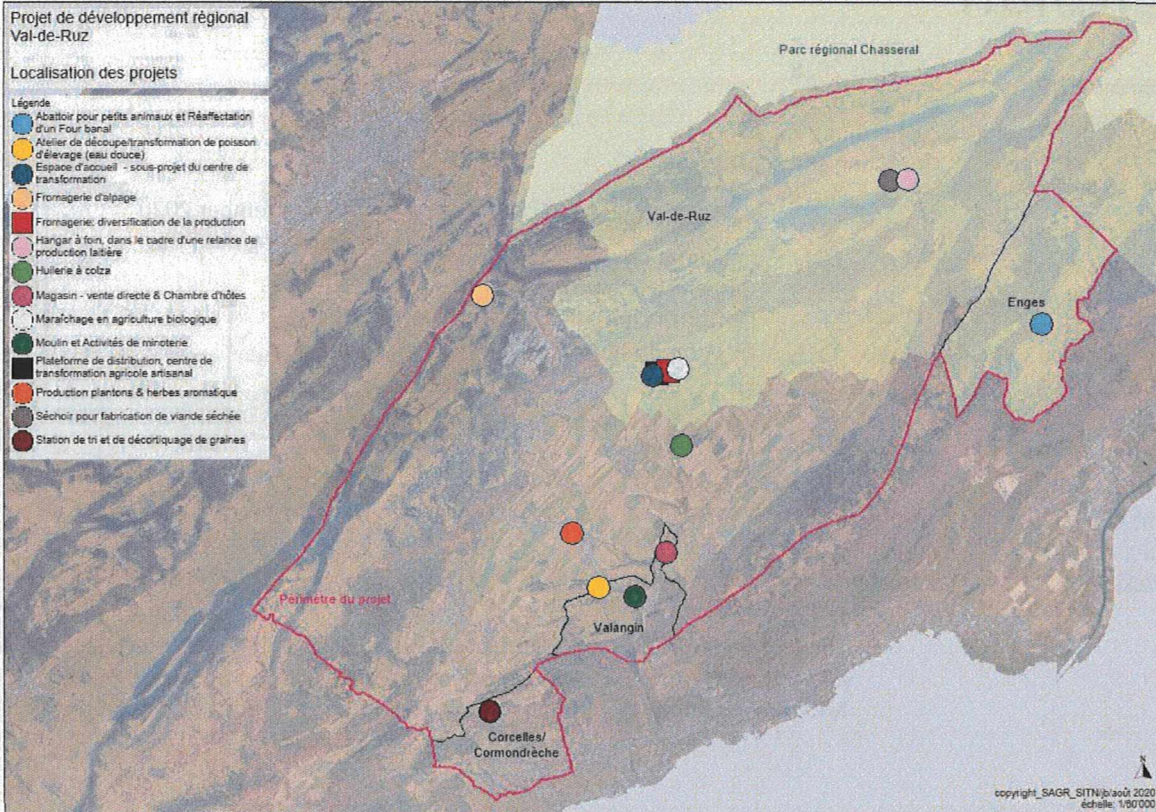 Projet de développement régional
Val-de-Ruz
Localisation des projets
Légende
Abattoir pour petits animaux et Réaffectation
d'un Four banal
Atelier de découpe/transformation de poisson
d'élevage (eau douce)
Espace d'accueil - sous-projet du centre de
transformation
Fromagerie d'alpage
Fromagerie: diversification de la production
Hangar à foin, dans le cadre d'une relance de
production laitière
Huilerie à colza
Magasin - vente directe & Chambre d'hôtes
Maraîchage en agriculture biologique
Moulin et Activités de minoterie
Plateforme de distribution, centre de
transformation agricole artisanal
Production plantons & herbes aromatique
Séchoir pour fabrication de viande séchée
Station de tri et de décortiquage de graines
Parc régional Chasseral
Val-de-Ruz
Enges
Périmètre du projet
Valangin
Corcelles/
Cormondrèche
N
copyright_SAGR_SITN/jb/août 2020
échelle: 1/60'000